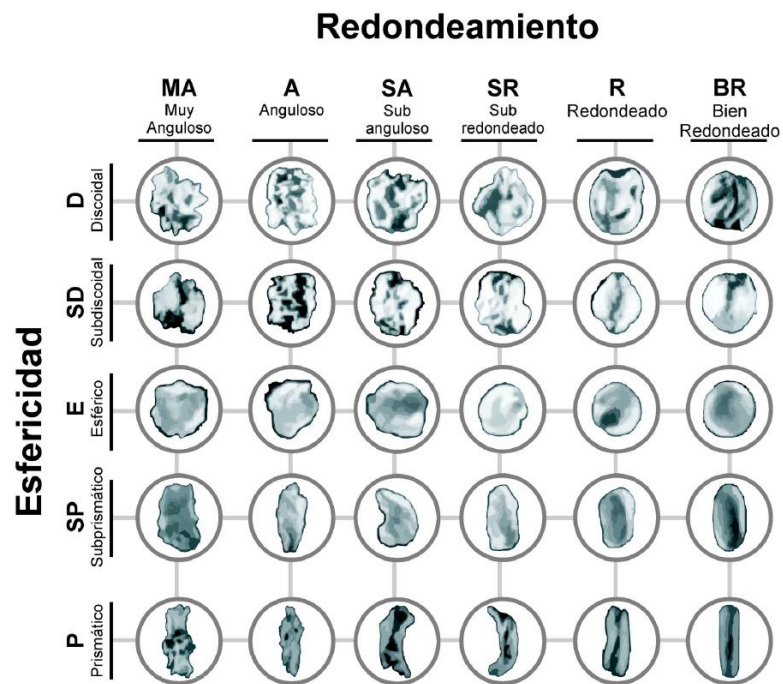 Redondeamiento
MA
Muy
Anguloso
A
Anguloso
SA
Sub
anguloso
SR
Sub
redondeado
R
Redondeado
BR
Bien
Redondeado
Esfericidad
D
Discoidal
SD
Subdiscoidal
E
Esférico
SP
Subprismático
P
Prismático